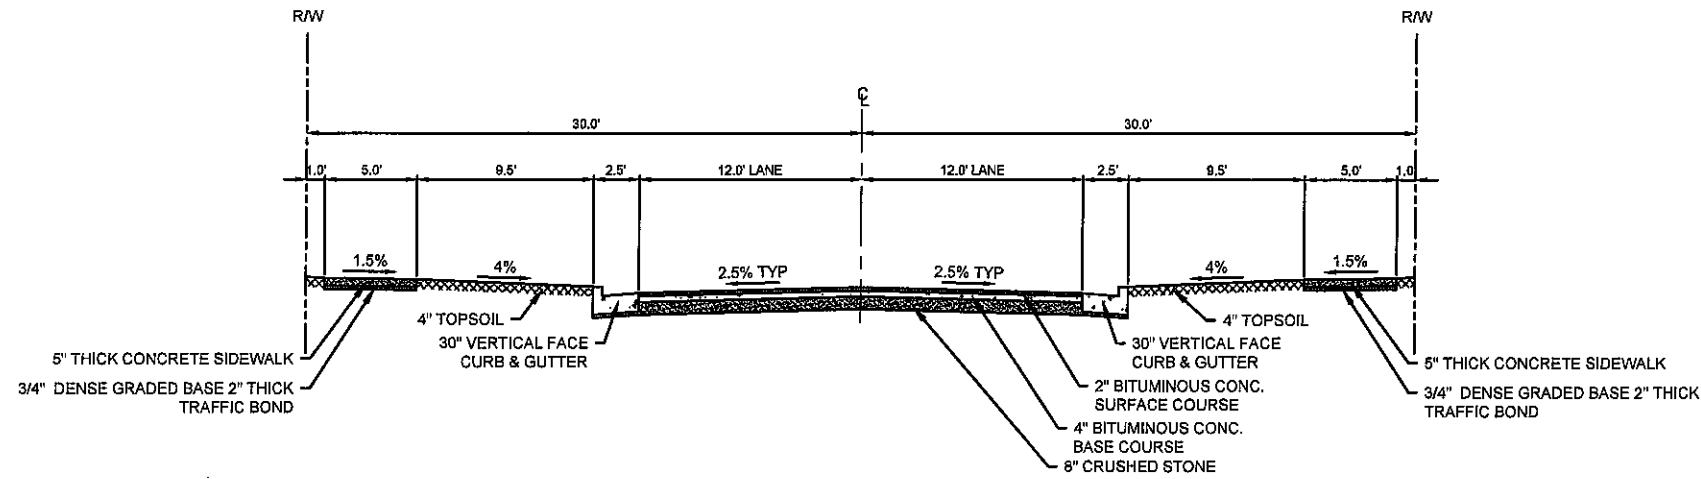 R/W
R/W
℄
30.0'
30.0'
1.0'
5.0'
9.5'
2.5'
12.0' LANE
12.0' LANE
2.5'
9.5'
5.0'
1.0'
1.5%
4%
2.5% TYP
2.5% TYP
4%
1.5%
4" TOPSOIL
4" TOPSOIL
30" VERTICAL FACE
CURB & GUTTER
30" VERTICAL FACE
CURB & GUTTER
5" THICK CONCRETE SIDEWALK
5" THICK CONCRETE SIDEWALK
3/4" DENSE GRADED BASE 2" THICK
TRAFFIC BOND
2" BITUMINOUS CONC.
SURFACE COURSE
3/4" DENSE GRADED BASE 2" THICK
TRAFFIC BOND
4" BITUMINOUS CONC.
BASE COURSE
8" CRUSHED STONE